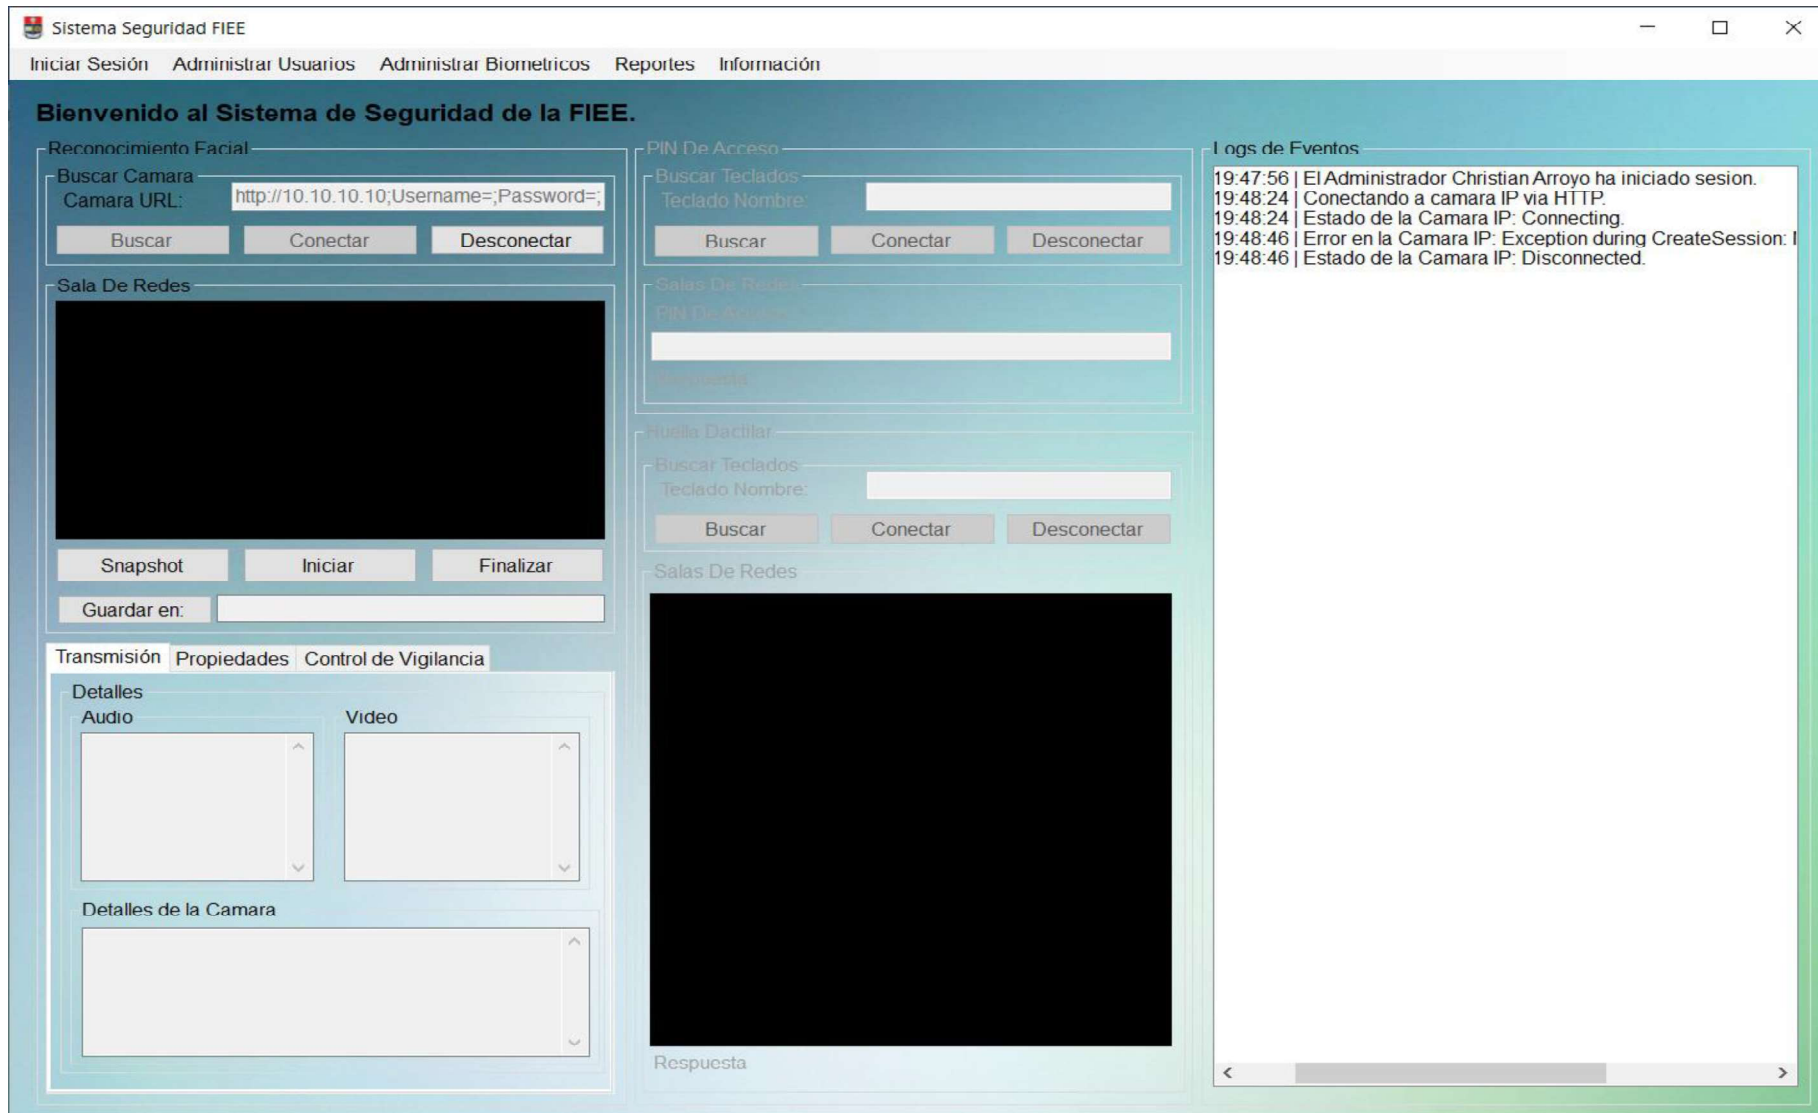 Sistema Seguridad FIEE
Iniciar Sesión Administrar Usuarios Administrar Biometricos Reportes Información
Bienvenido al Sistema de Seguridad de la FIEE.
Reconocimiento Facial
Buscar Camara
Camara URL: http://10.10.10.10;Username=;Password=;
Buscar Conectar Desconectar
Sala De Redes
Snapshot Iniciar Finalizar
Guardar en:
Transmisión Propiedades Control de Vigilancia
Detalles
Audio Video
Detalles de la Camara
PIN De Acceso
Buscar Teclados
Teclado Nombre:
Buscar Conectar Desconectar
Salas De Redes
PIN De Acceso
Respuesta
Huella Dactilar
Buscar Teclados
Teclado Nombre:
Buscar Conectar Desconectar
Salas De Redes
Respuesta
Logs de Eventos
19:47:56 | El Administrador Christian Arroyo ha iniciado sesion.
19:48:24 | Conectando a camara IP via HTTP.
19:48:24 | Estado de la Camara IP: Connecting.
19:48:46 | Error en la Camara IP: Exception during CreateSession:
19:48:46 | Estado de la Camara IP: Disconnected.